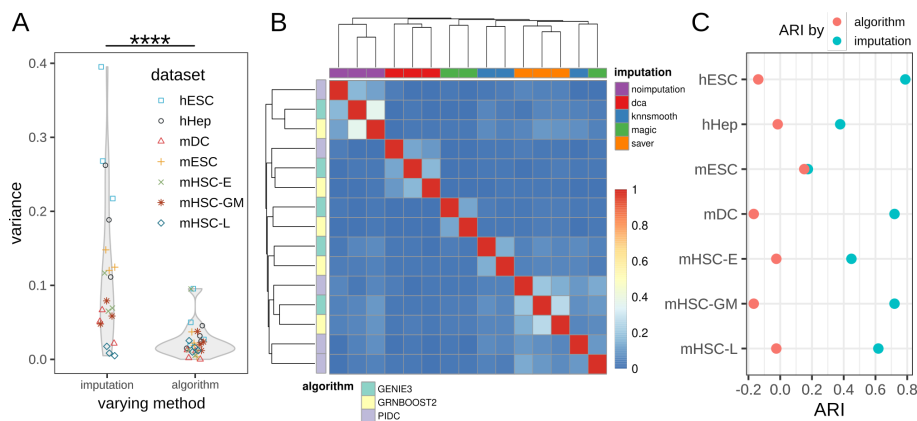 A
****
dataset
hESC
hHep
mDC
mESC
mHSC-E
mHSC-GM
mHSC-L
variance
0.4
0.3
0.2
0.1
0.0
imputation
algorithm
varying method
B
imputation
noimputation
dca
knnsmooth
magic
saver
1
0.8
0.6
0.4
0.2
0
algorithm
GENIE3
GRNBOOST2
PIDC
C
ARI by
algorithm
imputation
hESC
hHep
mESC
mDC
mHSC-E
mHSC-GM
mHSC-L
-0.2 0.0 0.2 0.4 0.6 0.8
ARI